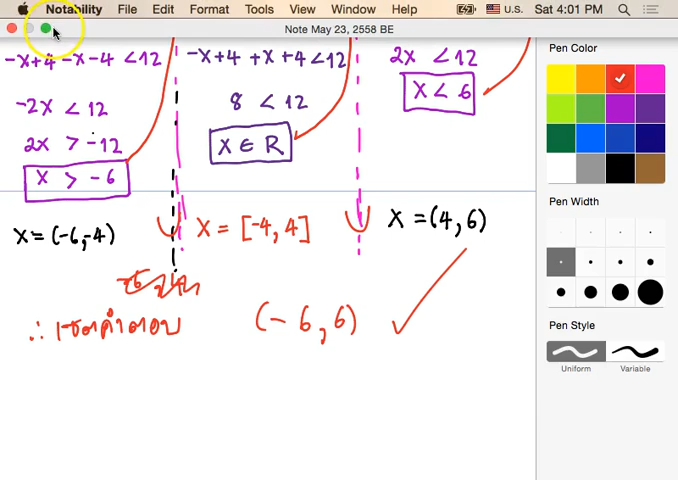 Notability File Edit Format Tools View Window Help U.S. Sat 4:01 PM
Note May 23, 2558 BE
-x+4 -x-4 <12 -x+4 +x+4 <12 2x <12
-2x < 12 8 < 12 x < 6
2x > -12 x ∈ R
x > -6
x = (-6,-4) ∪ x = [-4, 4] ∪ x = (4, 6)
∴ เซตคำตอบ (-6,6) ✓
Pen Color
Pen Width
Pen Style
Uniform Variable